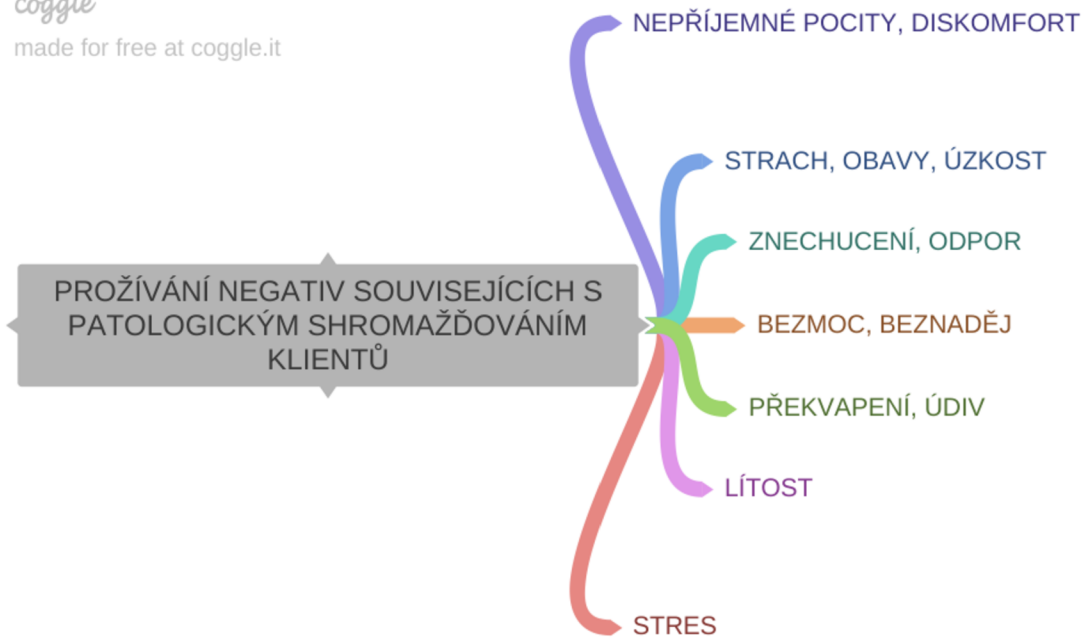 coggle
made for free at coggle.it
NEPŘÍJEMNÉ POCITY, DISKOMFORT
STRACH, OBAVY, ÚZKOST
ZNECHUCENÍ, ODPOR
PROŽÍVÁNÍ NEGATIV SOUVISEJÍCÍCH S
PATOLOGICKÝM SHROMAŽĎOVÁNÍM
KLIENTŮ
BEZMOC, BEZNADĚJ
PŘEKVAPENÍ, ÚDIV
LÍTOST
STRES